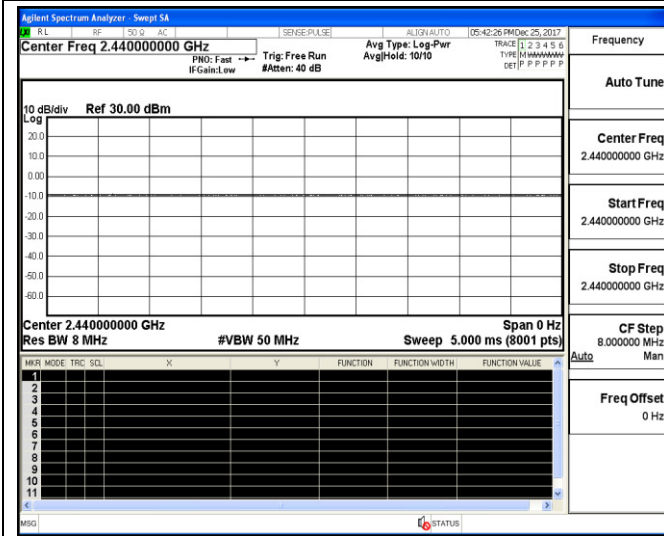 Agilent Spectrum Analyzer - Swept SA
RL RF 50 Ω AC SENSE:PULSE ALIGN AUTO 05:42:26 PM Dec 25, 2017
Center Freq 2.440000000 GHz
PNO: Fast
IFGain:Low
Trig: Free Run
#Atten: 40 dB
Avg Type: Log-Pwr
Avg|Hold: 10/10
TRACE 1 2 3 4 5 6
TYPE MWWWWW
DET P P P P P P
10 dB/div Ref 30.00 dBm
Log
20.0
10.0
0.00
-10.0
-20.0
-30.0
-40.0
-50.0
-60.0
Center 2.440000000 GHz Span 0 Hz
Res BW 8 MHz #VBW 50 MHz Sweep 5.000 ms (8001 pts)
MKR MODE TRC SCL X Y FUNCTION FUNCTION WIDTH FUNCTION VALUE
1
2
3
4
5
6
7
8
9
10
11
MSG STATUS
Frequency
Auto Tune
Center Freq
2.440000000 GHz
Start Freq
2.440000000 GHz
Stop Freq
2.440000000 GHz
CF Step
8.000000 MHz
Auto Man
Freq Offset
0 Hz